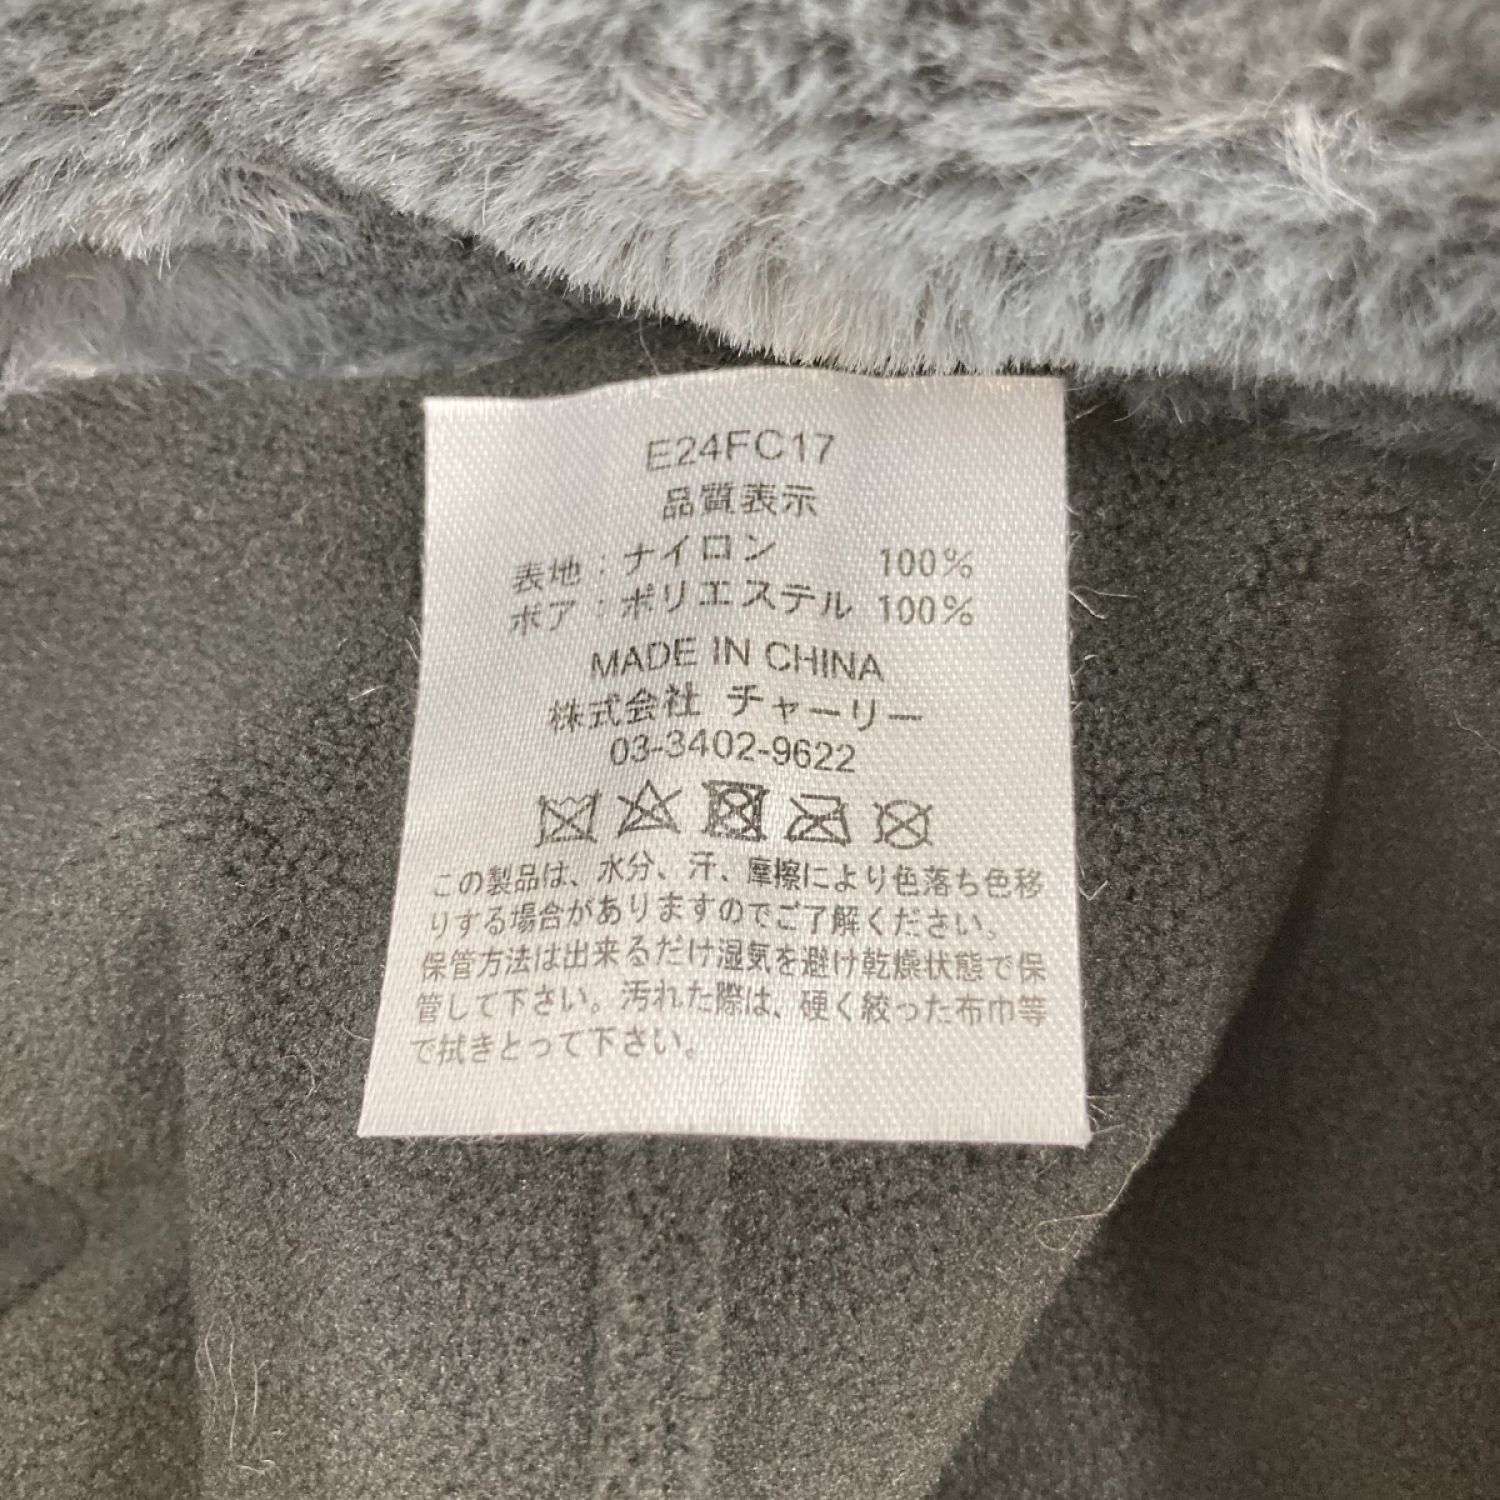 E24FC17
品質表示
表地:ナイロン 100%
ボア:ポリエステル 100%
MADE IN CHINA
株式会社 チャーリー
03-3402-9622
この製品は、水分、汗、摩擦により色落ち色移
りする場合がありますのでご了解ください。
保管方法は出来るだけ湿気を避け乾燥状態で保
管して下さい。汚れた際は、硬く絞った布巾等
で拭きとって下さい。